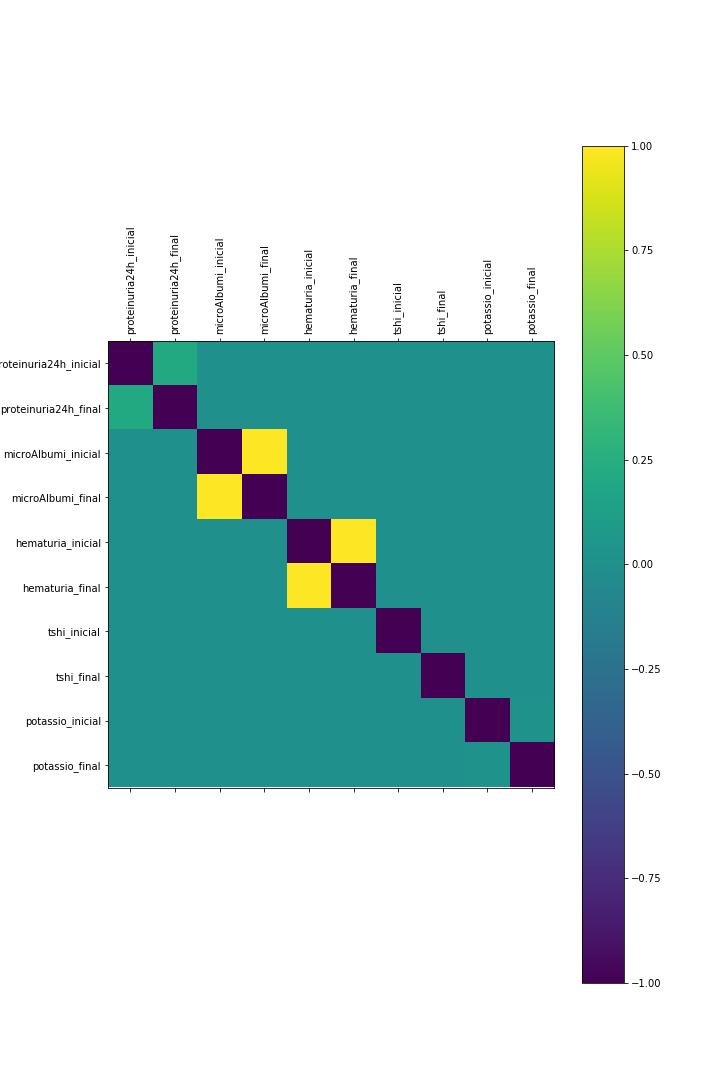 proteinuria24h_inicial
proteinuria24h_final
microAlbumi_inicial
microAlbumi_final
hematuria_inicial
hematuria_final
tshi_inicial
tshi_final
potassio_inicial
potassio_final
roteinuria24h_inicial
proteinuria24h_final
microAlbumi_inicial
microAlbumi_final
hematuria_inicial
hematuria_final
tshi_inicial
tshi_final
potassio_inicial
potassio_final
1.00
0.75
0.50
0.25
0.00
−0.25
−0.50
−0.75
−1.00